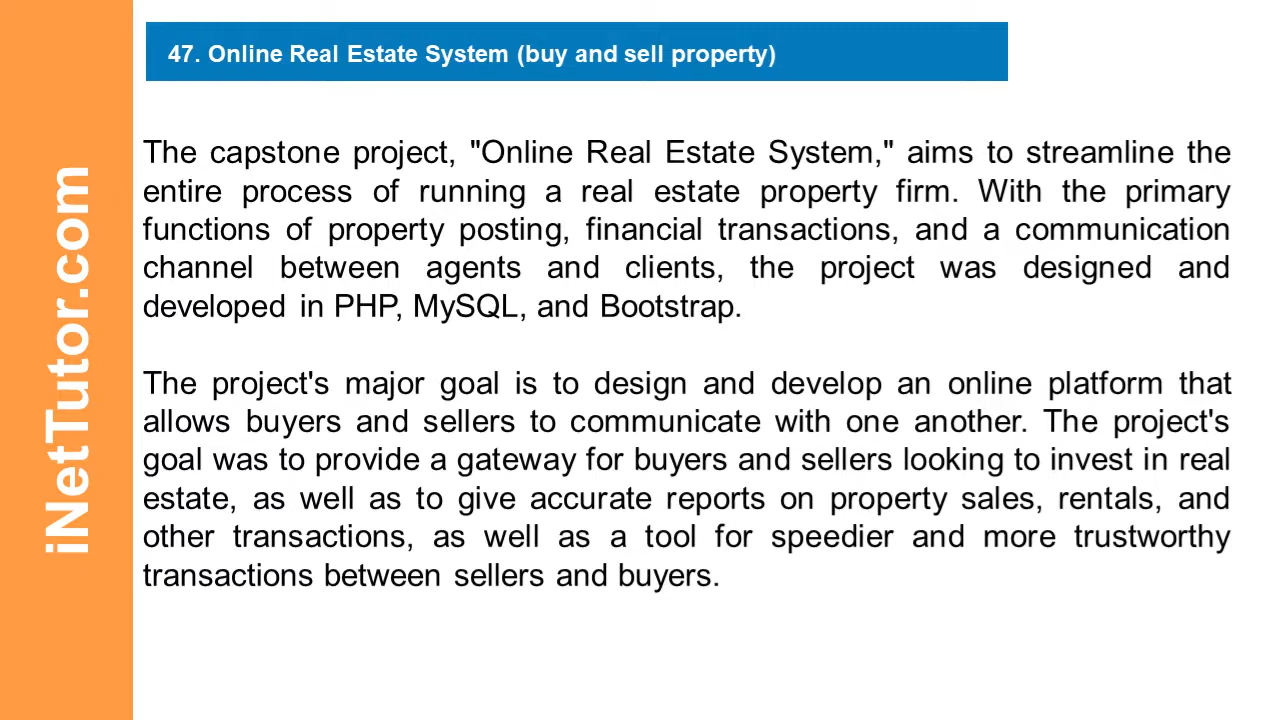 47. Online Real Estate System (buy and sell property)
iNetTutor.com
The capstone project, "Online Real Estate System," aims to streamline the
entire process of running a real estate property firm. With the primary
functions of property posting, financial transactions, and a communication
channel between agents and clients, the project was designed and
developed in PHP, MySQL, and Bootstrap.
The project's major goal is to design and develop an online platform that
allows buyers and sellers to communicate with one another. The project's
goal was to provide a gateway for buyers and sellers looking to invest in real
estate, as well as to give accurate reports on property sales, rentals, and
other transactions, as well as a tool for speedier and more trustworthy
transactions between sellers and buyers.